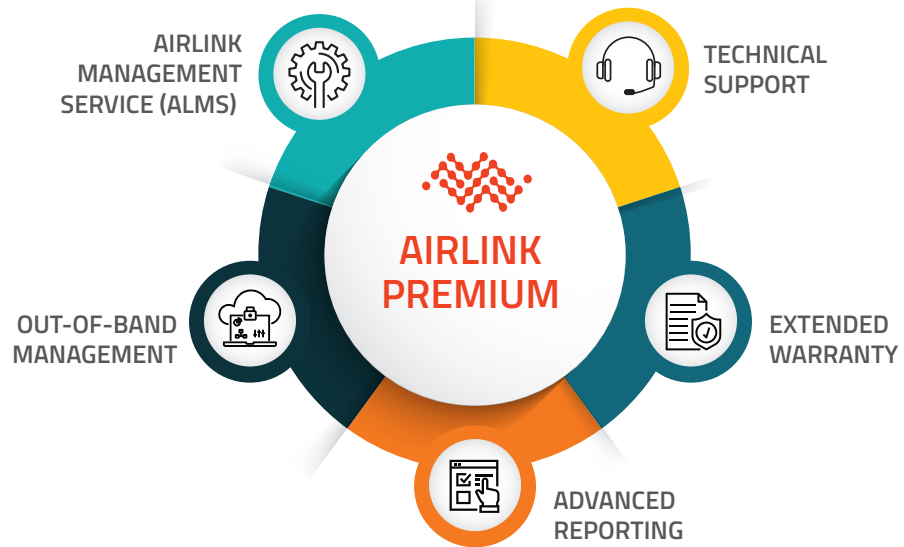 AIRLINK
MANAGEMENT
SERVICE (ALMS)
TECHNICAL
SUPPORT
AIRLINK
PREMIUM
OUT-OF-BAND
MANAGEMENT
EXTENDED
WARRANTY
ADVANCED
REPORTING